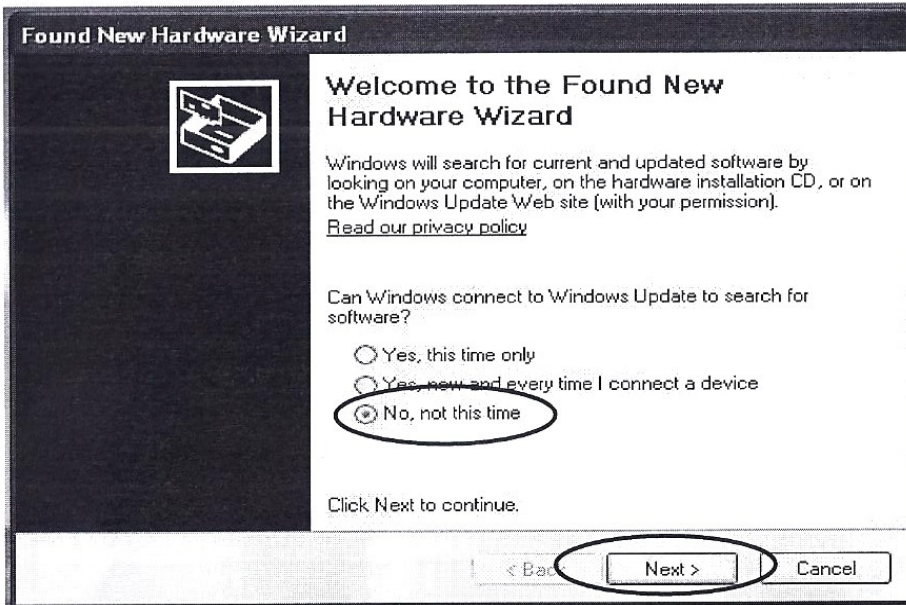 Found New Hardware Wizard
Welcome to the Found New
Hardware Wizard
Windows will search for current and updated software by
looking on your computer, on the hardware installation CD, or on
the Windows Update Web site (with your permission).
Read our privacy policy
Can Windows connect to Windows Update to search for
software?
Yes, this time only
Yes, now and every time I connect a device
No, not this time
Click Next to continue.
< Back
Next >
Cancel